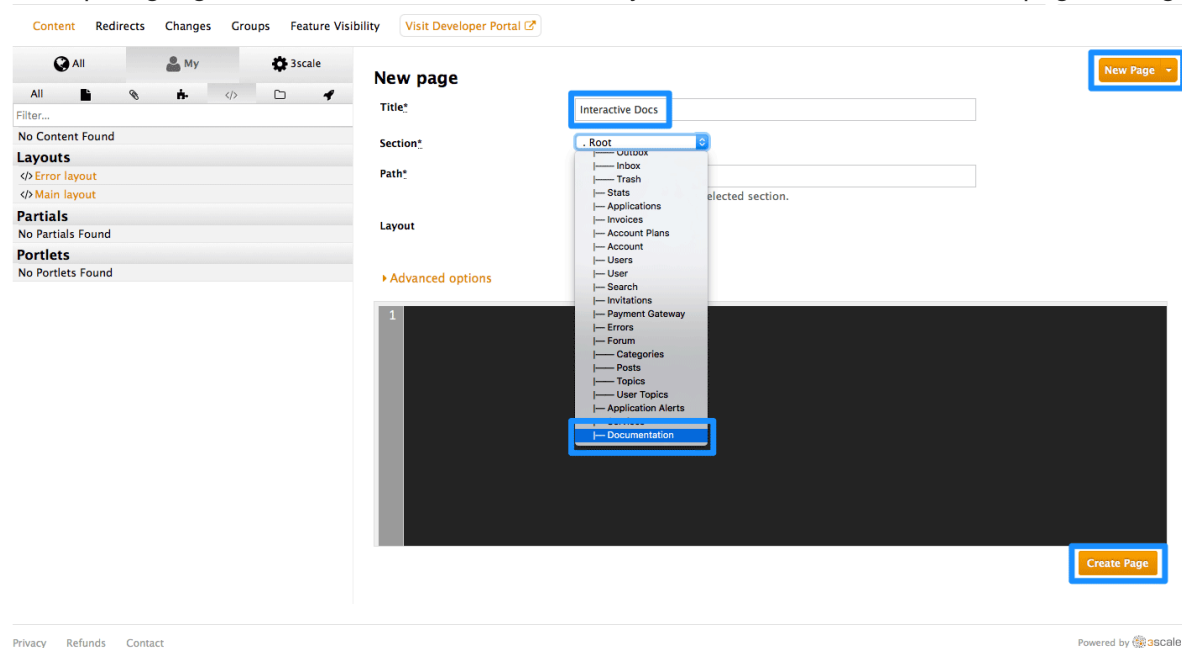 Content Redirects Changes Groups Feature Visibility Visit Developer Portal
All My 3scale
All
Filter...
No Content Found
Layouts
</> Error layout
</> Main layout
Partials
No Partials Found
Portlets
No Portlets Found
New page
New Page
Title*
Interactive Docs
Section*
. Root
Outbox
|—— Inbox
|—— Trash
|— Stats
|— Applications
|— Invoices
|— Account Plans
|— Account
|— Users
|— User
|— Search
|— Invitations
|— Payment Gateway
|— Errors
|— Forum
|—— Categories
|—— Posts
|—— Topics
|—— User Topics
|— Application Alerts
|— Documentation
Path*
elected section.
Layout
Advanced options
1
Create Page
Privacy Refunds Contact
Powered by 3scale